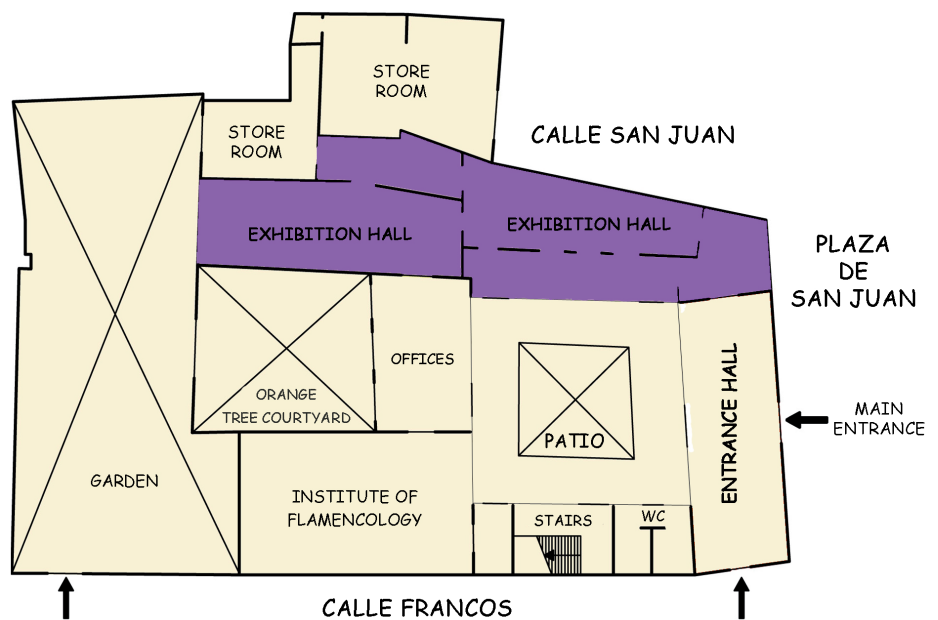 STORE
ROOM
STORE
ROOM
CALLE SAN JUAN
EXHIBITION HALL
EXHIBITION HALL
PLAZA
DE
SAN JUAN
OFFICES
ORANGE
TREE COURTYARD
PATIO
ENTRANCE HALL
MAIN
ENTRANCE
GARDEN
INSTITUTE OF
FLAMENCOLOGY
STAIRS
WC
CALLE FRANCOS